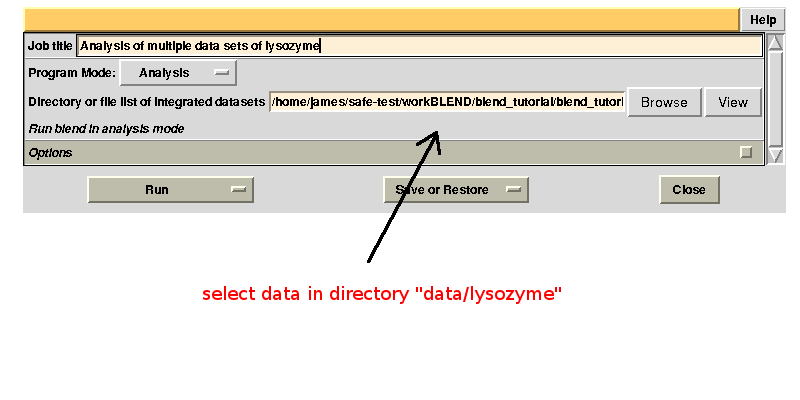 Help
Job title Analysis of multiple data sets of lysozyme
Program Mode: Analysis
Directory or file list of integrated datasets /home/james/safe-test/workBLEND/blend_tutorial/blend_tutori Browse View
Run blend in analysis mode
Options
Run Save or Restore Close
select data in directory "data/lysozyme"